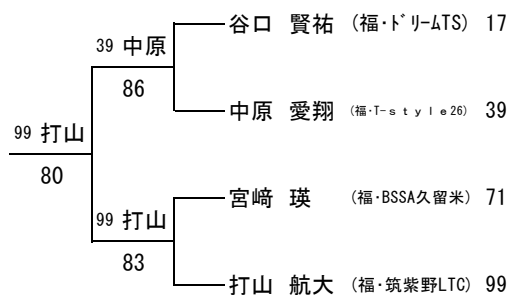 谷口 賢祐 (福・ﾄﾞﾘｰﾑTS) 17
39 中原
86
中原 愛翔 (福・T-ｓｔｙｌｅ26) 39
99 打山
80
宮﨑 瑛 (福・BSSA久留米) 71
99 打山
83
打山 航大 (福・筑紫野LTC) 99